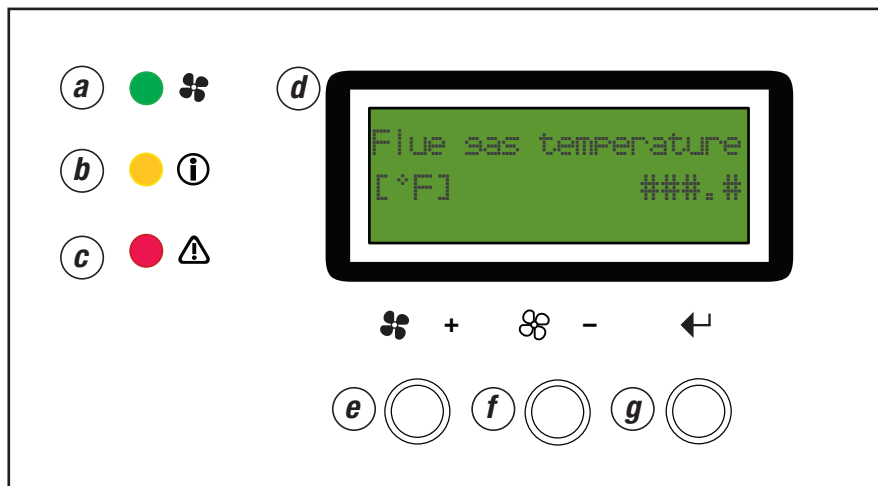 a
d
b
c
Flue gas temperature
[°F] ###.#
+ −
e f g